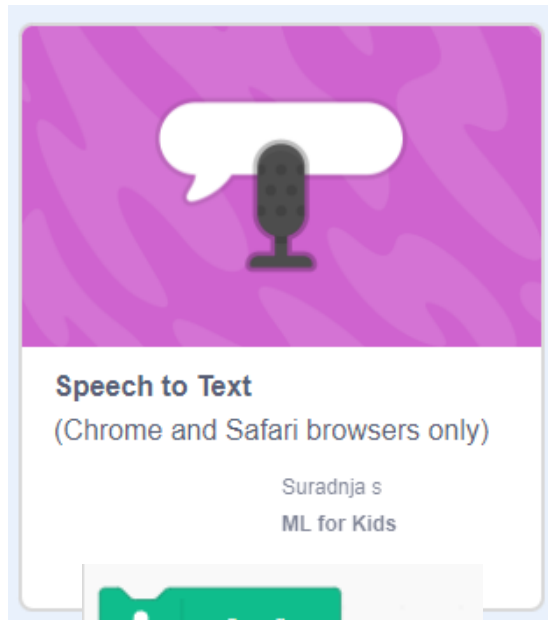 Speech to Text
(Chrome and Safari browsers only)
Suradnja s
ML for Kids